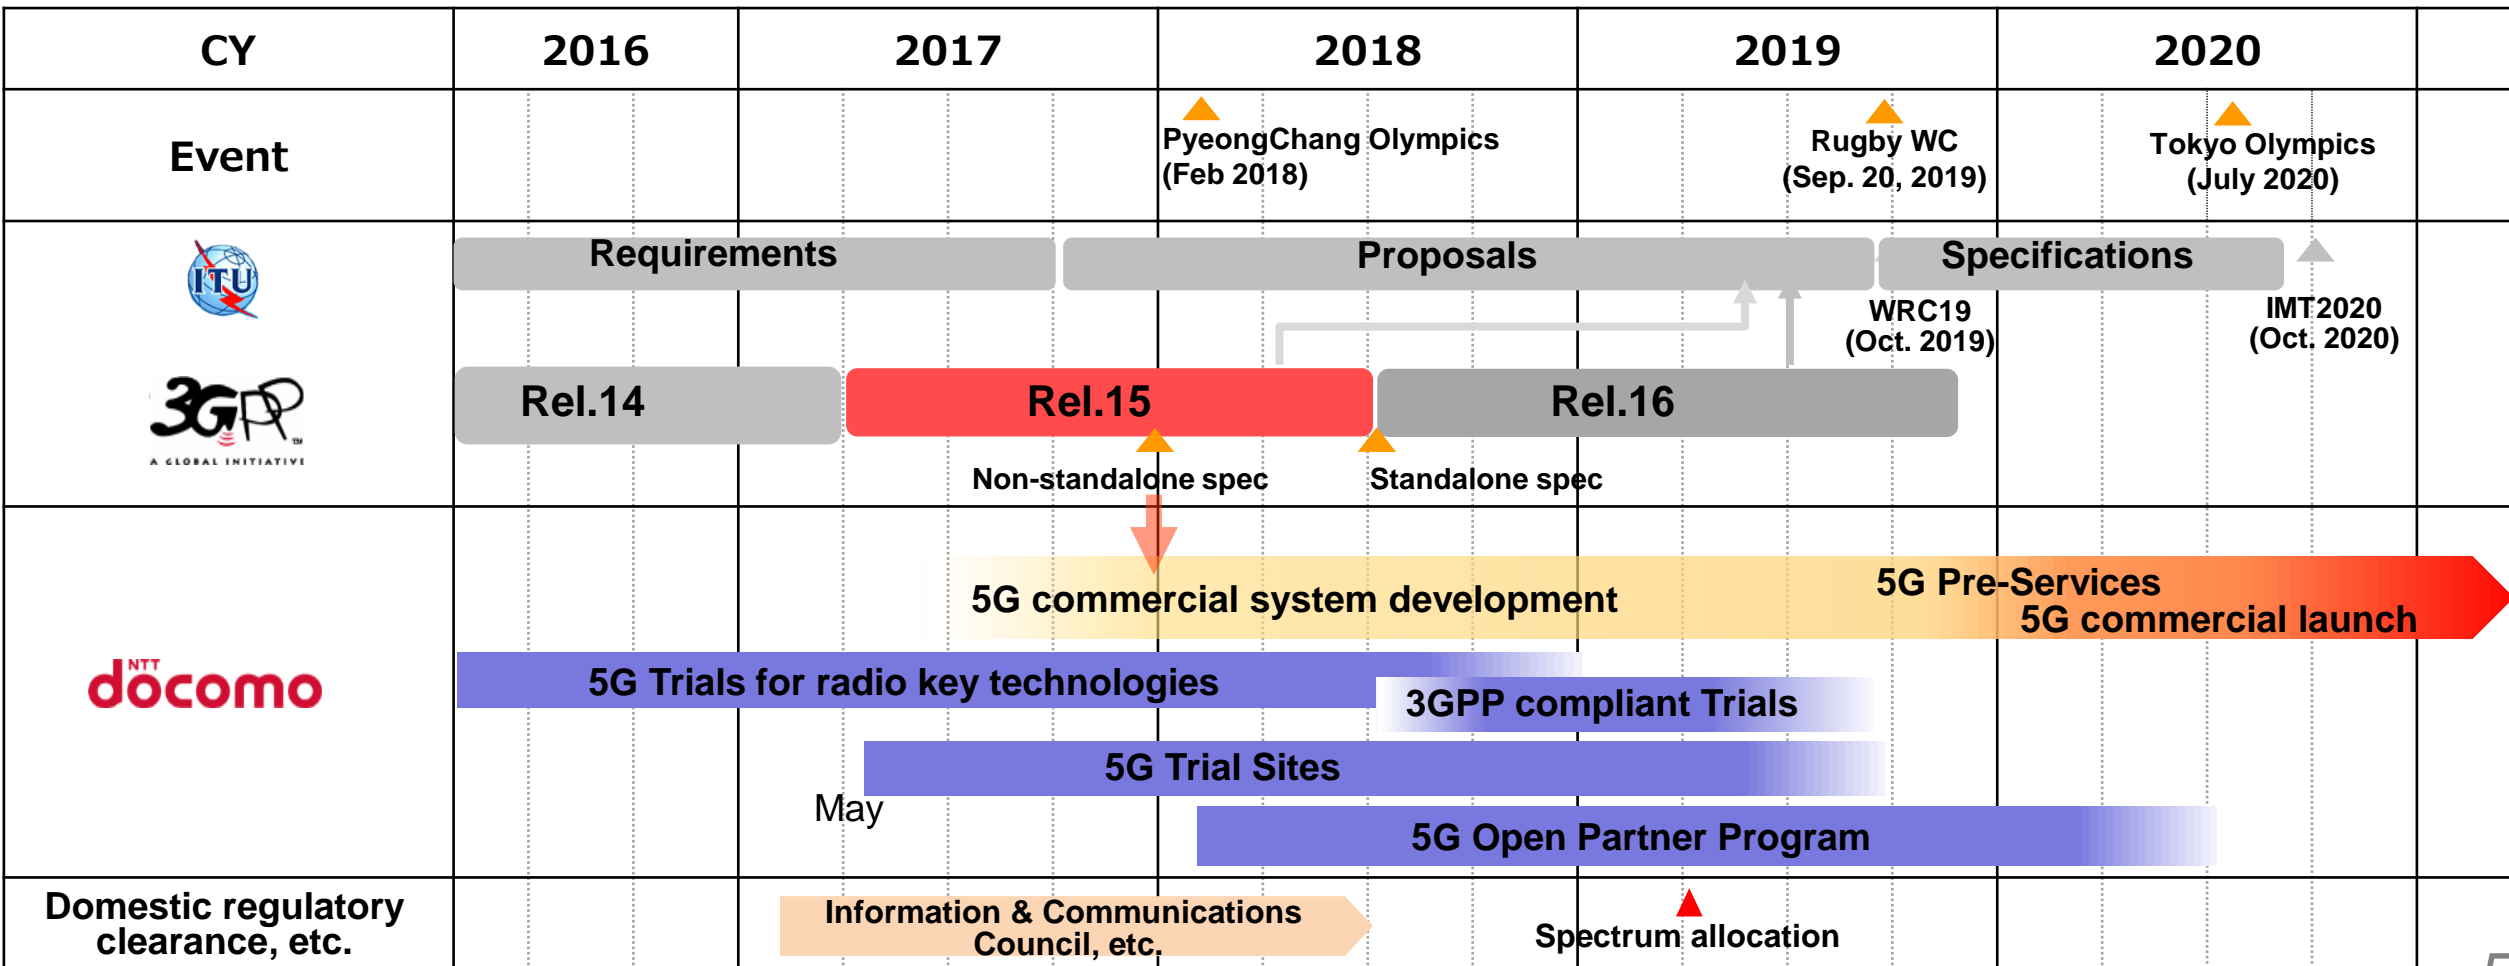 CY 2016 2017 2018 2019 2020
Event
PyeongChang Olympics
(Feb 2018)
Rugby WC
(Sep. 20, 2019)
Tokyo Olympics
(July 2020)
ITU
Requirements
Proposals
Specifications
WRC19
(Oct. 2019)
IMT2020
(Oct. 2020)
3GPP
TM
A GLOBAL INITIATIVE
Rel.14
Rel.15
Rel.16
Non-standalone spec
Standalone spec
NTT
docomo
5G commercial system development
5G Pre-Services
5G commercial launch
5G Trials for radio key technologies
3GPP compliant Trials
5G Trial Sites
May
5G Open Partner Program
Domestic regulatory
clearance, etc.
Information & Communications
Council, etc.
Spectrum allocation